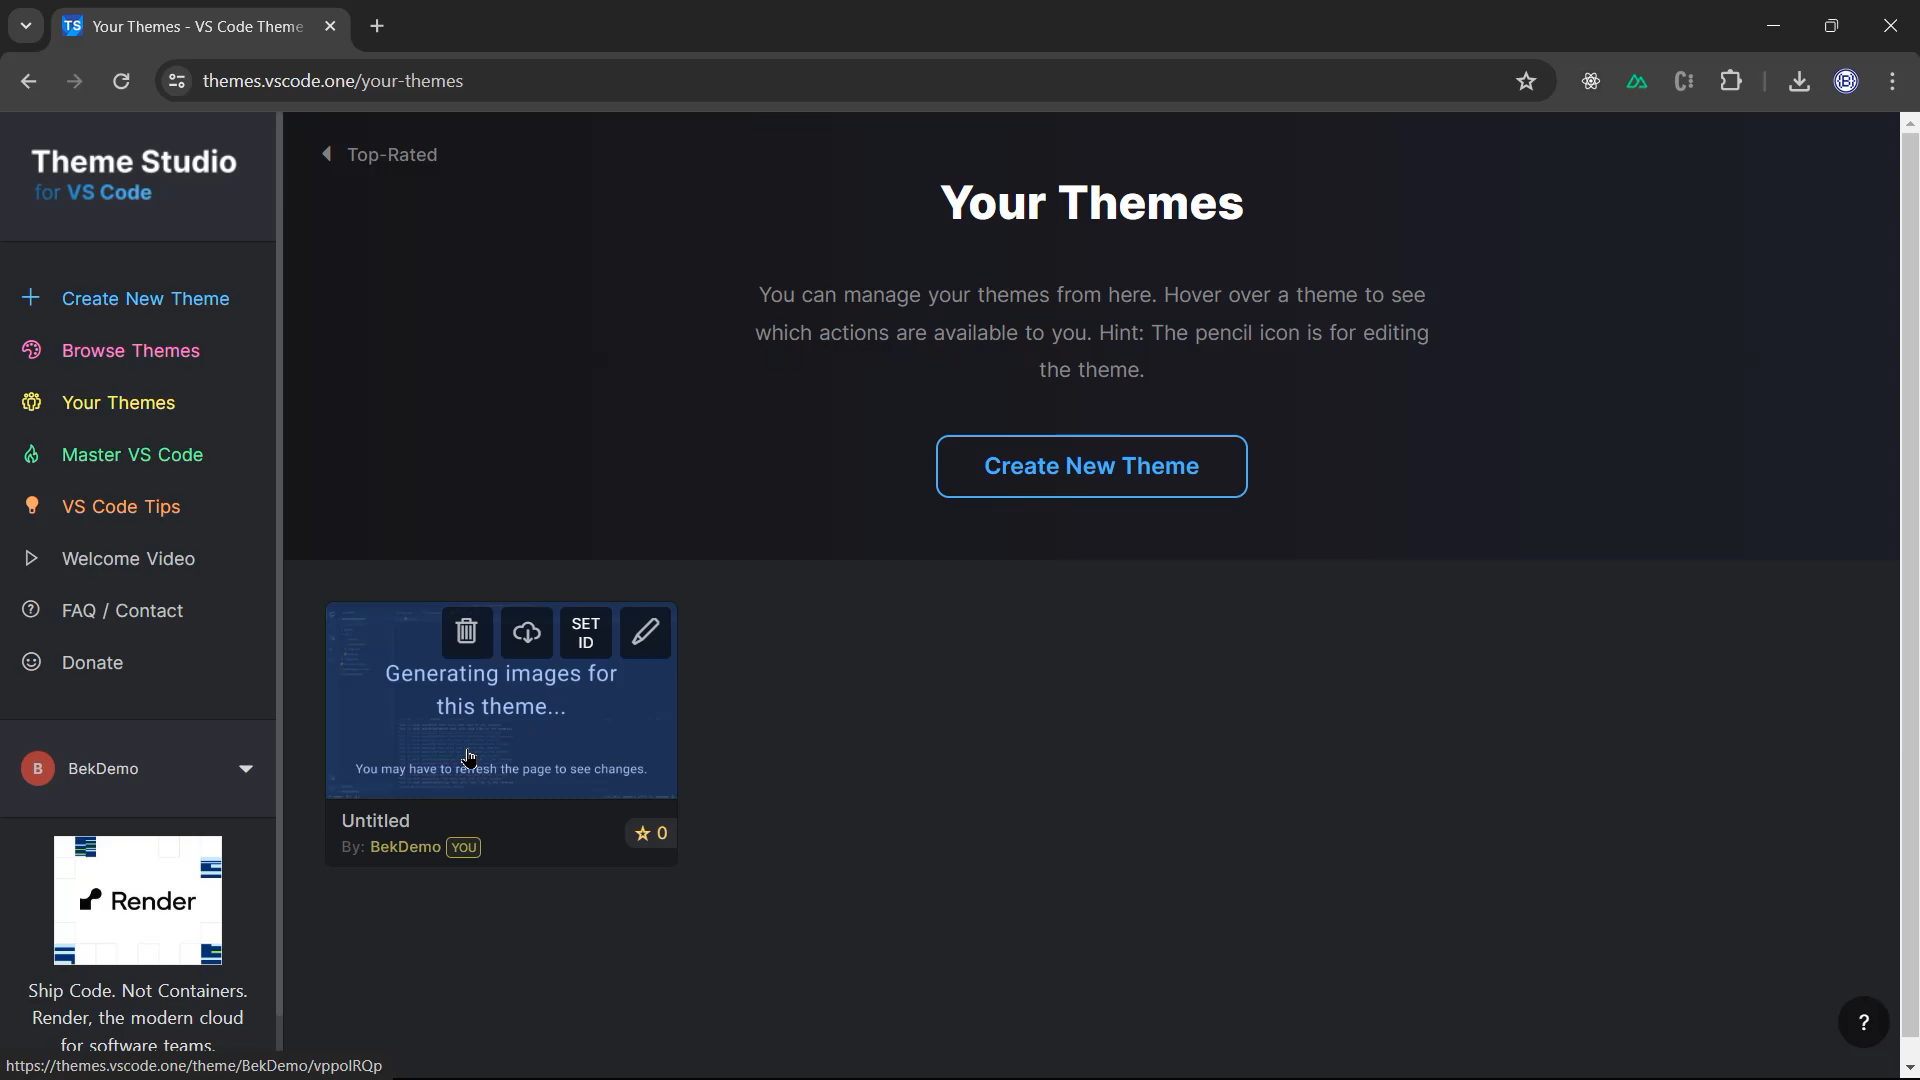 TS Your Themes - VS Code Theme
themes.vscode.one/your-themes
Theme Studio
for VS Code
Create New Theme
Browse Themes
Your Themes
Master VS Code
VS Code Tips
Welcome Video
FAQ / Contact
Donate
B BekDemo
Render
Ship Code. Not Containers.
Render, the modern cloud
for software teams.
Top-Rated
Your Themes
You can manage your themes from here. Hover over a theme to see
which actions are available to you. Hint: The pencil icon is for editing
the theme.
Create New Theme
SET
ID
Generating images for
this theme...
You may have to refresh the page to see changes.
Untitled
By: BekDemo YOU
0
?
https://themes.vscode.one/theme/BekDemo/vppolRQp